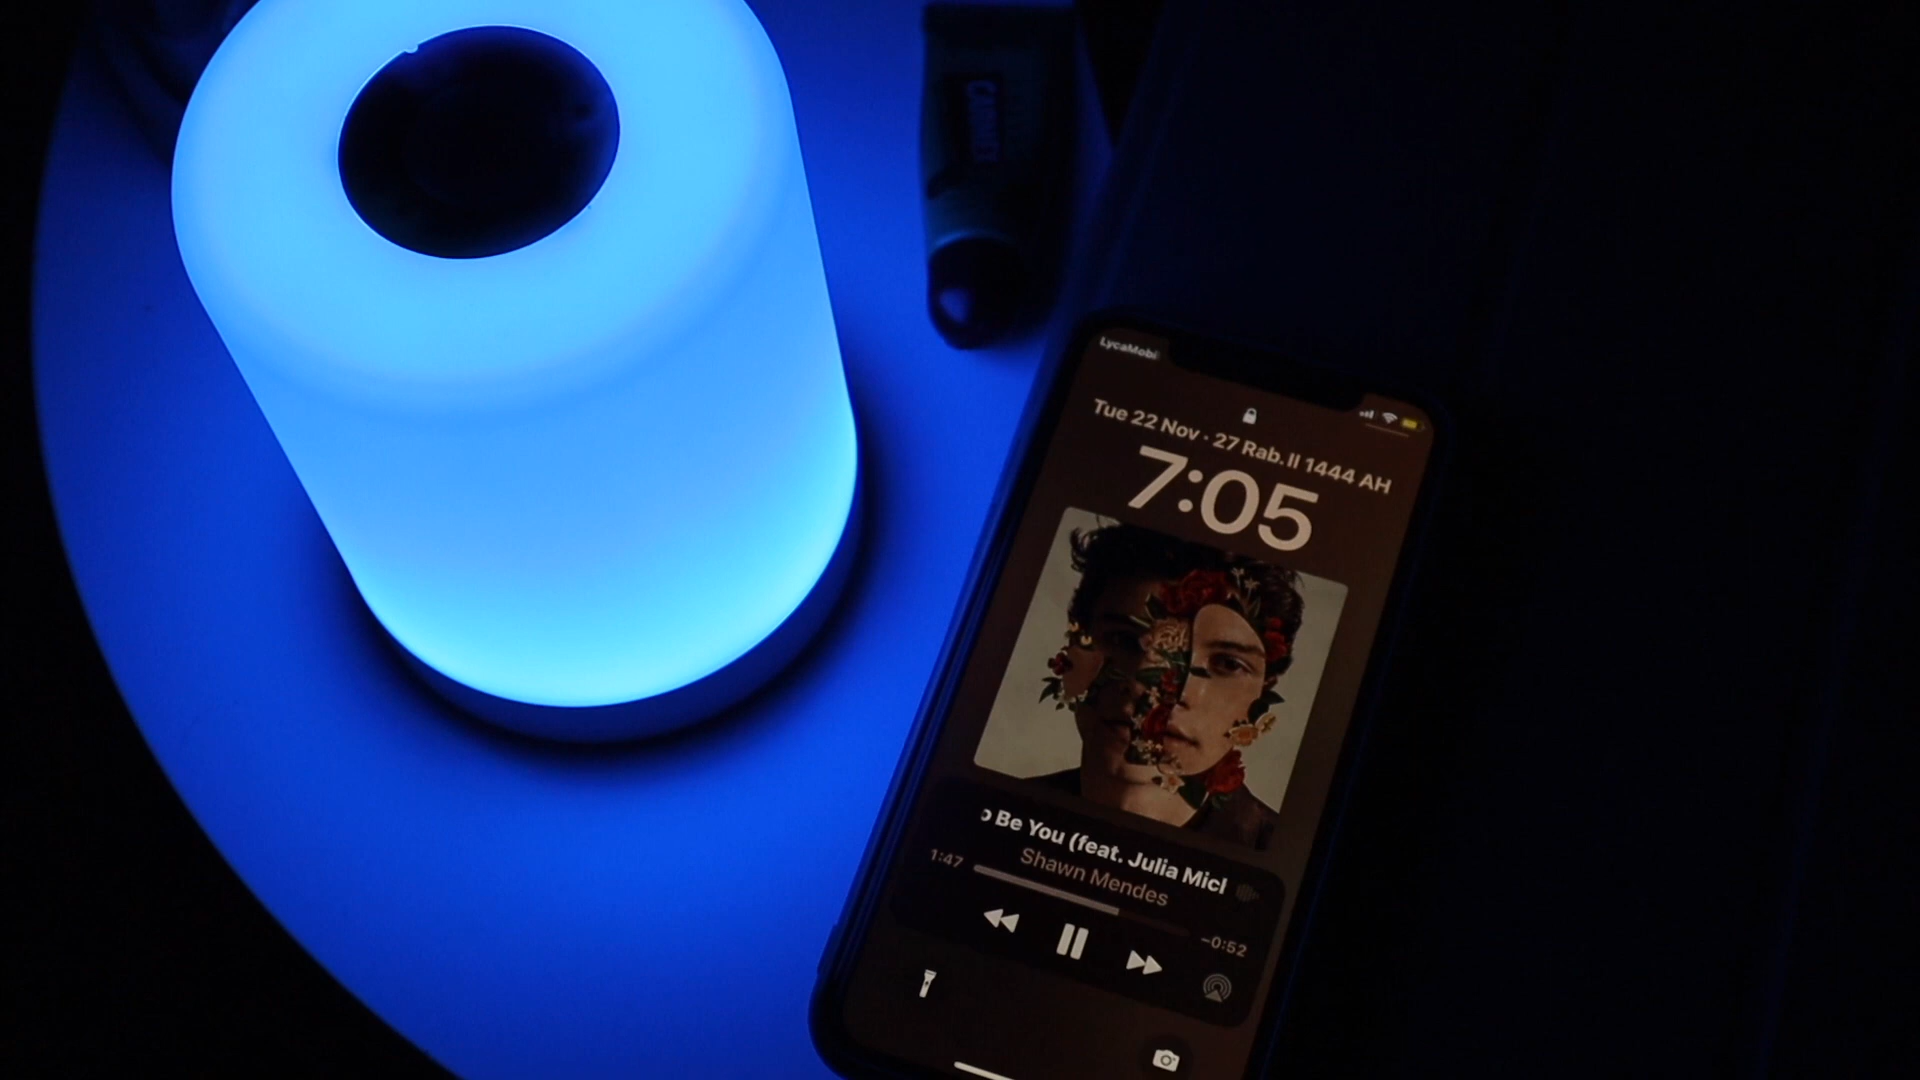 CARMEX
LycaMobi
Tue 22 Nov · 27 Rab. II 1444 AH
7:05
o Be You (feat. Julia Micl
Shawn Mendes
1:47
-0:52